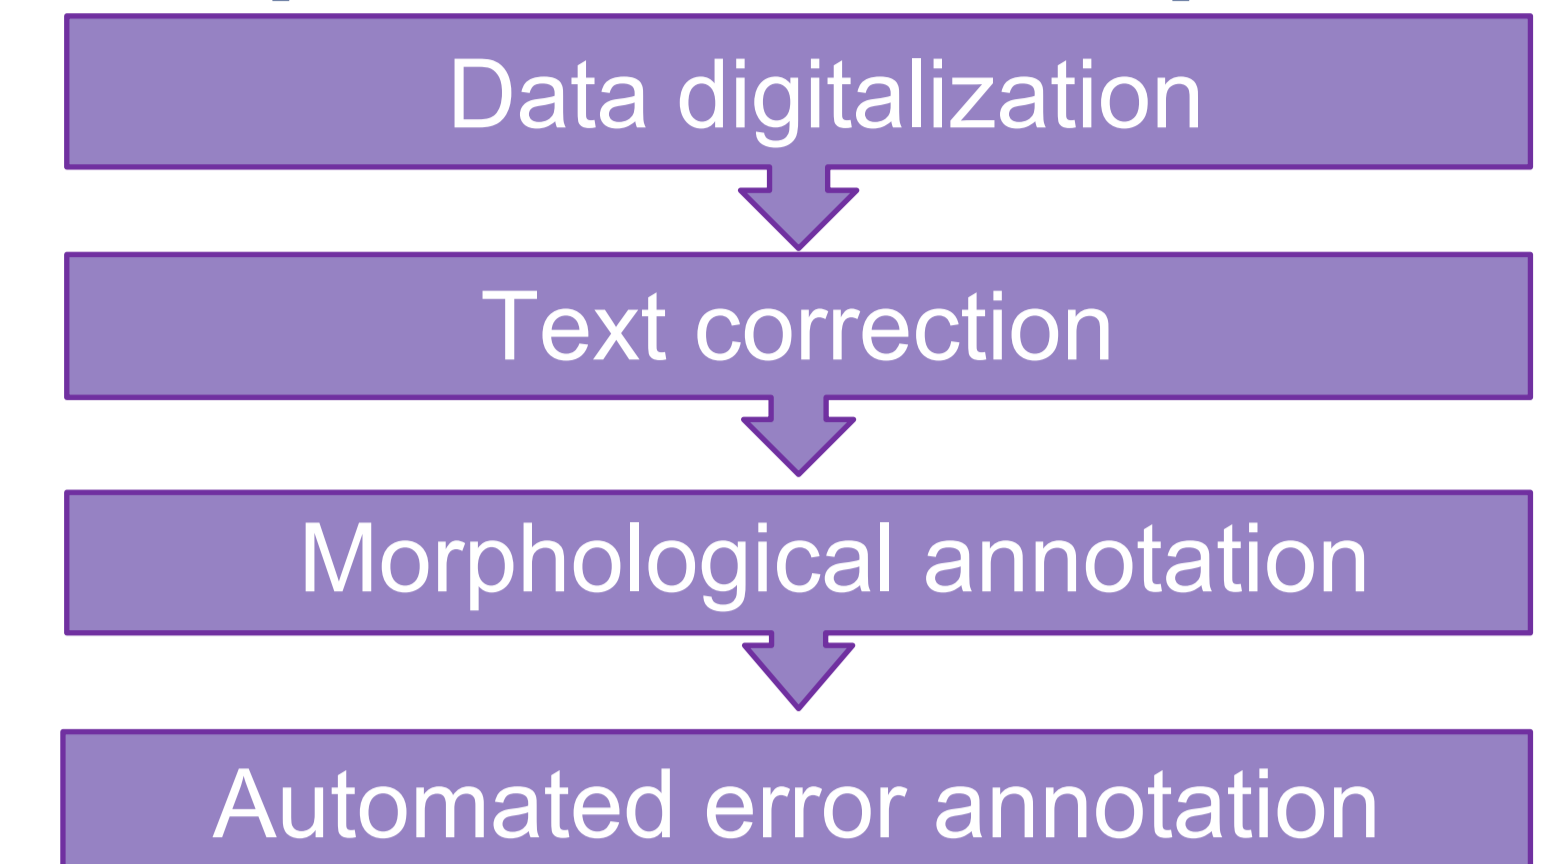 Data digitalization
Text correction
Morphological annotation
Automated error annotation